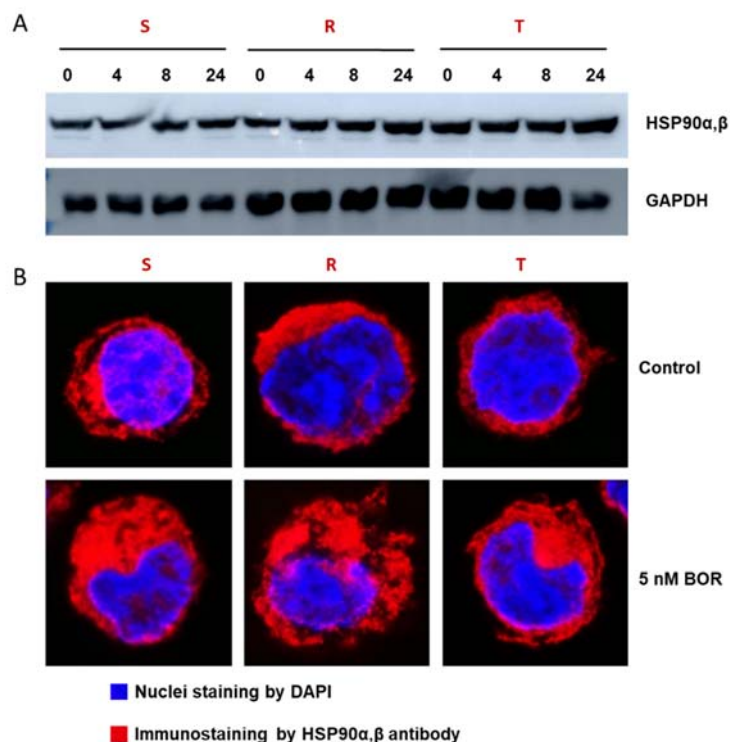 A
S R T
0 4 8 24 0 4 8 24 0 4 8 24
HSP90α,β
GAPDH
S R T
B
Control
5 nM BOR
Nuclei staining by DAPI
Immunostaining by HSP90α,β antibody